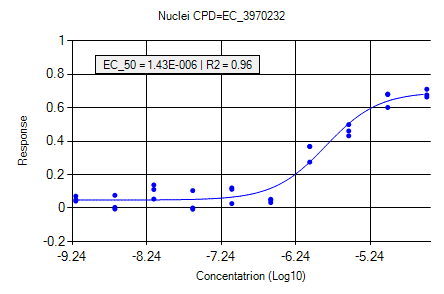 Nuclei CPD=EC_3970232
EC_50 = 1.43E-006 | R2 = 0.96
Response
1
0.8
0.6
0.4
0.2
0
-0.2
-9.24 -8.24 -7.24 -6.24 -5.24
Concentatrion (Log10)